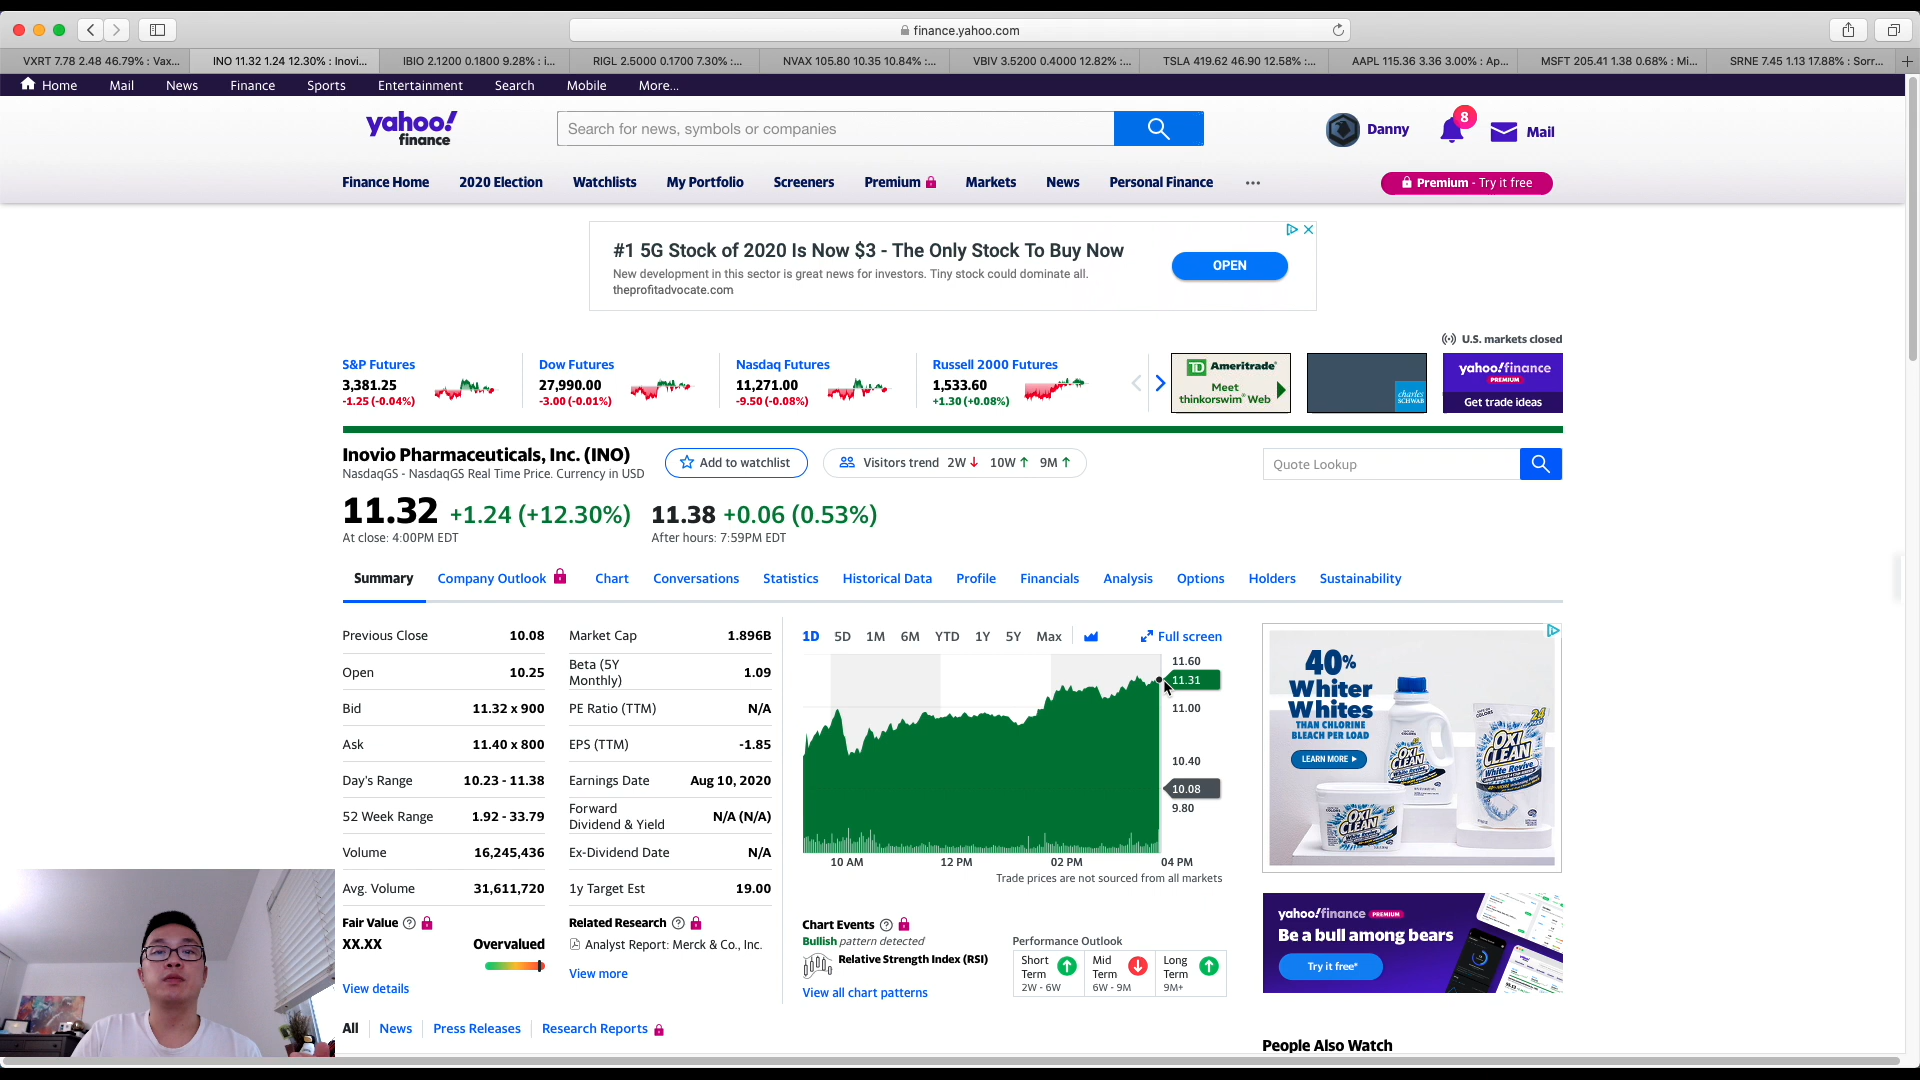 finance.yahoo.com
VXRT 7.78 2.48 46.79% : Vax...
INO 11.32 1.24 12.30% : Inovi...
IBIO 2.1200 0.1800 9.28% : i...
RIGL 2.5000 0.1700 7.30% :...
NVAX 105.80 10.35 10.84% :...
VBIV 3.5200 0.4000 12.82% :...
TSLA 419.62 46.90 12.58% :...
AAPL 115.36 3.36 3.00% : Ap...
MSFT 205.41 1.38 0.68% : Mi...
SRNE 7.45 1.13 17.88% : Sorr...
Home Mail News Finance Sports Entertainment Search Mobile More...
yahoo!
finance
Search for news, symbols or companies
Danny
8
Mail
Finance Home 2020 Election Watchlists My Portfolio Screeners Premium Markets News Personal Finance ...
Premium - Try it free
#1 5G Stock of 2020 Is Now $3 - The Only Stock To Buy Now
New development in this sector is great news for investors. Tiny stock could dominate all.
theprofitadvocate.com
OPEN
U.S. markets closed
S&P Futures
3,381.25
-1.25 (-0.04%)
Dow Futures
27,990.00
-3.00 (-0.01%)
Nasdaq Futures
11,271.00
-9.50 (-0.08%)
Russell 2000 Futures
1,533.60
+1.30 (+0.08%)
TD Ameritrade
Meet
thinkorswim® Web
charles
SCHWAB
yahoo!finance
PREMIUM
Get trade ideas
Inovio Pharmaceuticals, Inc. (INO)
NasdaqGS - NasdaqGS Real Time Price. Currency in USD
Add to watchlist
Visitors trend 2W 10W 9M
Quote Lookup
11.32 +1.24 (+12.30%)
At close: 4:00PM EDT
11.38 +0.06 (0.53%)
After hours: 7:59PM EDT
Summary Company Outlook Chart Conversations Statistics Historical Data Profile Financials Analysis Options Holders Sustainability
Previous Close 10.08
Open 10.25
Bid 11.32 x 900
Ask 11.40 x 800
Day's Range 10.23 - 11.38
52 Week Range 1.92 - 33.79
Volume 16,245,436
Avg. Volume 31,611,720
Market Cap 1.896B
Beta (5Y
Monthly) 1.09
PE Ratio (TTM) N/A
EPS (TTM) -1.85
Earnings Date Aug 10, 2020
Forward
Dividend & Yield N/A (N/A)
Ex-Dividend Date N/A
1y Target Est 19.00
1D 5D 1M 6M YTD 1Y 5Y Max
Full screen
11.60
11.31
11.00
10.40
10.08
9.80
10 AM 12 PM 02 PM 04 PM
Trade prices are not sourced from all markets
Fair Value
XX.XX
Overvalued
View details
Related Research
Analyst Report: Merck & Co., Inc.
View more
Chart Events
Bullish pattern detected
Relative Strength Index (RSI)
View all chart patterns
Performance Outlook
Short
Term
2W - 6W
Mid
Term
6W - 9M
Long
Term
9M+
All News Press Releases Research Reports
40%
Whiter
Whites
THAN CHLORINE
BLEACH PER LOAD
LEARN MORE
OXI
CLEAN
OXI
CLEAN
White Revive
OXI
CLEAN
yahoo!finance PREMIUM
Be a bull among bears
Try it free*
People Also Watch